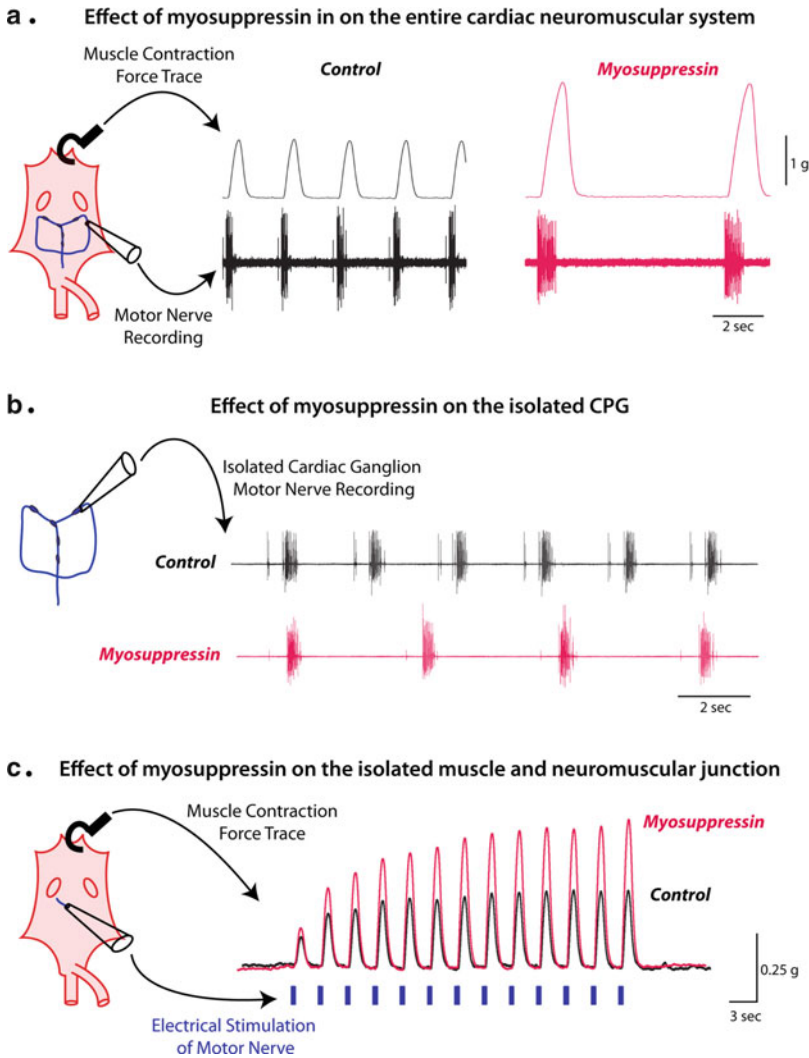 a . Effect of myosuppressin in on the entire cardiac neuromuscular system
Muscle Contraction
Force Trace
Control
Myosuppressin
1 g
Motor Nerve
Recording
2 sec
b . Effect of myosuppressin on the isolated CPG
Isolated Cardiac Ganglion
Motor Nerve Recording
Control
Myosuppressin
2 sec
c . Effect of myosuppressin on the isolated muscle and neuromuscular junction
Muscle Contraction
Force Trace
Myosuppressin
Control
0.25 g
3 sec
Electrical Stimulation
of Motor Nerve